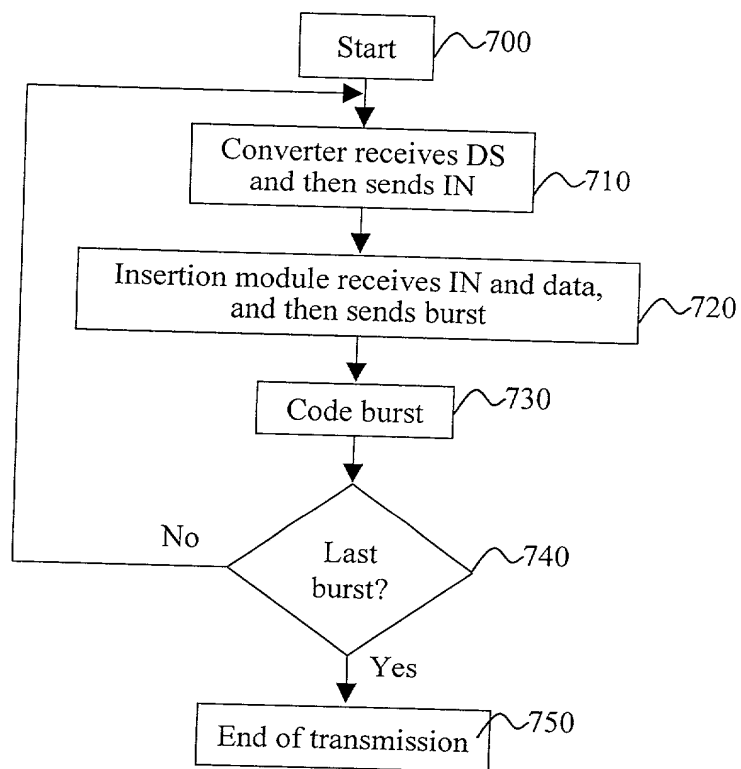 Start
700
Converter receives DS
and then sends IN
710
Insertion module receives IN and data,
and then sends burst
720
Code burst
730
No
Last
burst?
740
Yes
End of transmission
750